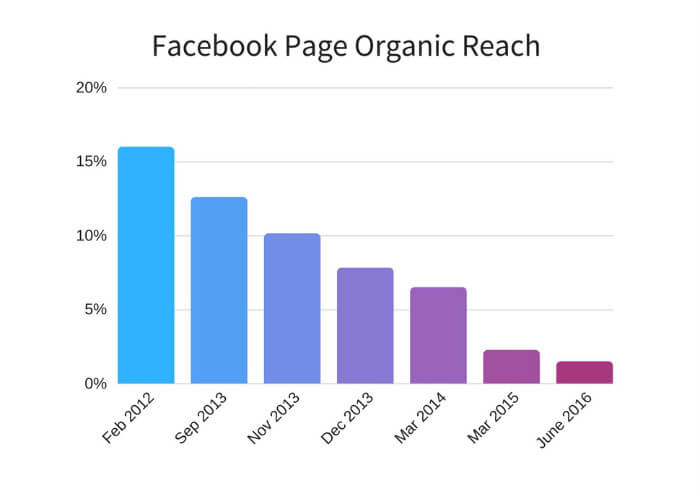 Facebook Page Organic Reach
20%
15%
10%
5%
0%
Feb 2012
Sep 2013
Nov 2013
Dec 2013
Mar 2014
Mar 2015
June 2016